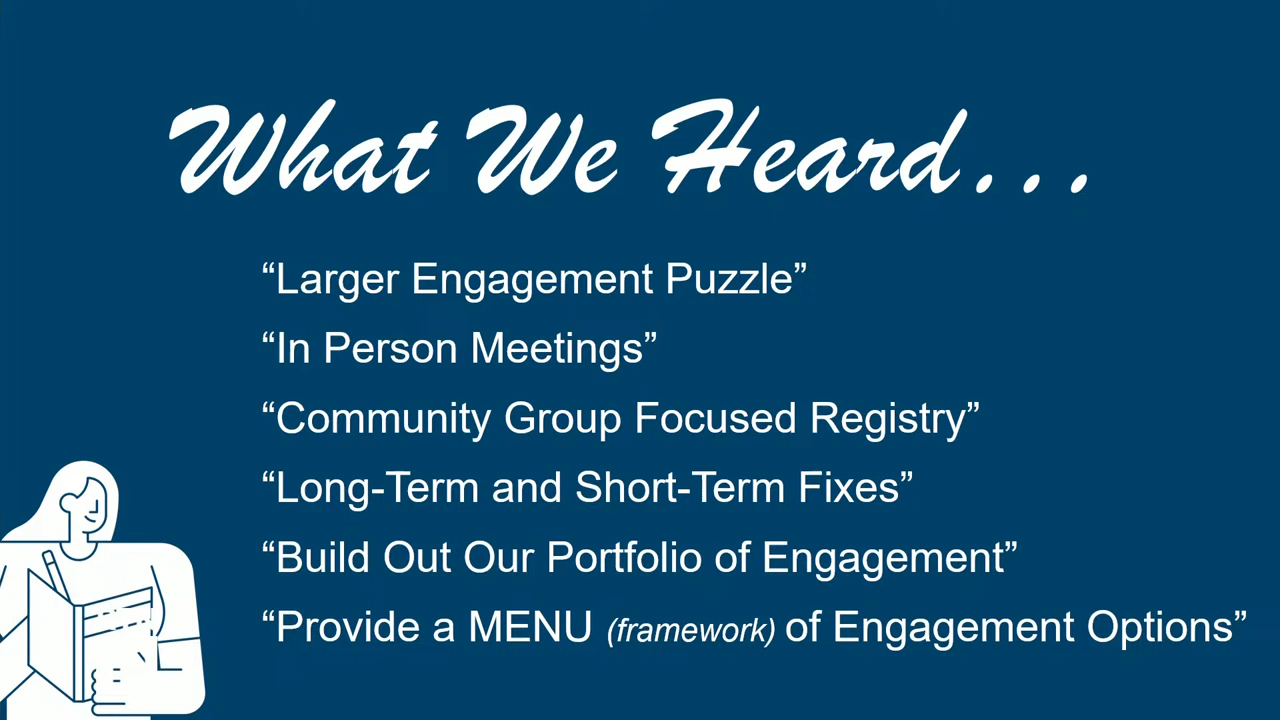 What We Heard...
“Larger Engagement Puzzle”
“In Person Meetings”
“Community Group Focused Registry”
“Long-Term and Short-Term Fixes”
“Build Out Our Portfolio of Engagement”
“Provide a MENU (framework) of Engagement Options”